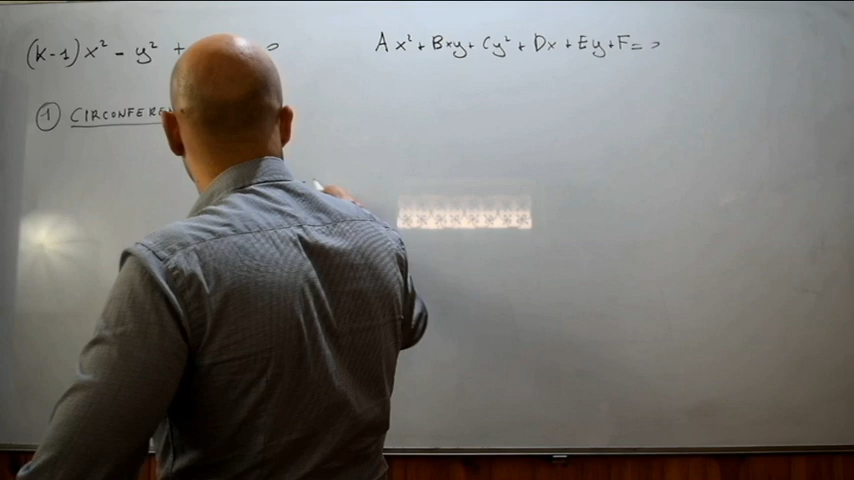 (k-1)x² - y² +
Ax² + Bxy + Cy² + Dx + Ey + F = 0
① CIRCONFERE